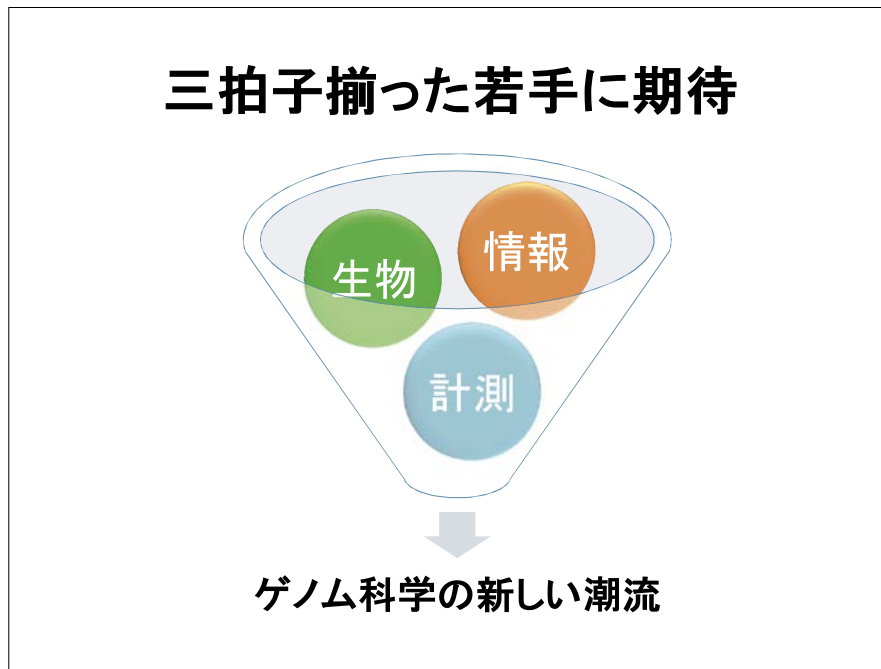 三拍子揃った若手に期待
生物
情報
計測
ゲノム科学の新しい潮流